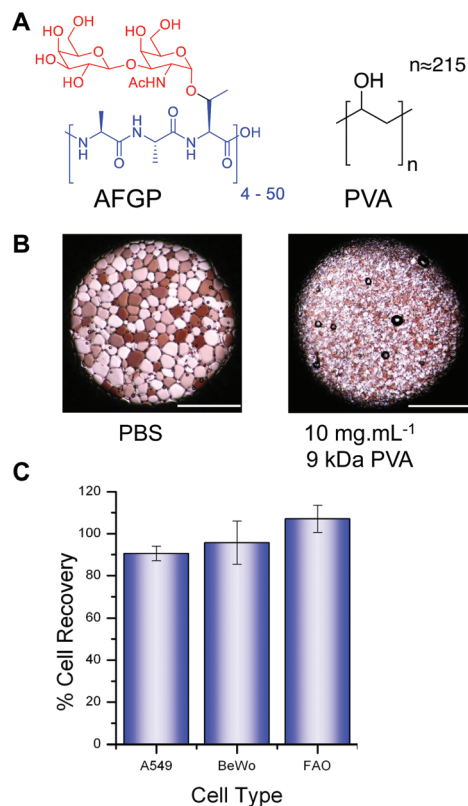 A
HO
OH
OH
O
HO
OH
O
HO
O
AcHN
O
O
N
H
O
H
N
O
N
H
O
OH
4 - 50
AFGP
OH
n≈215
n
PVA
B
PBS
10 mg.mL⁻¹
9 kDa PVA
C
% Cell Recovery
120
100
80
60
40
20
0
A549
BeWo
FAO
Cell Type